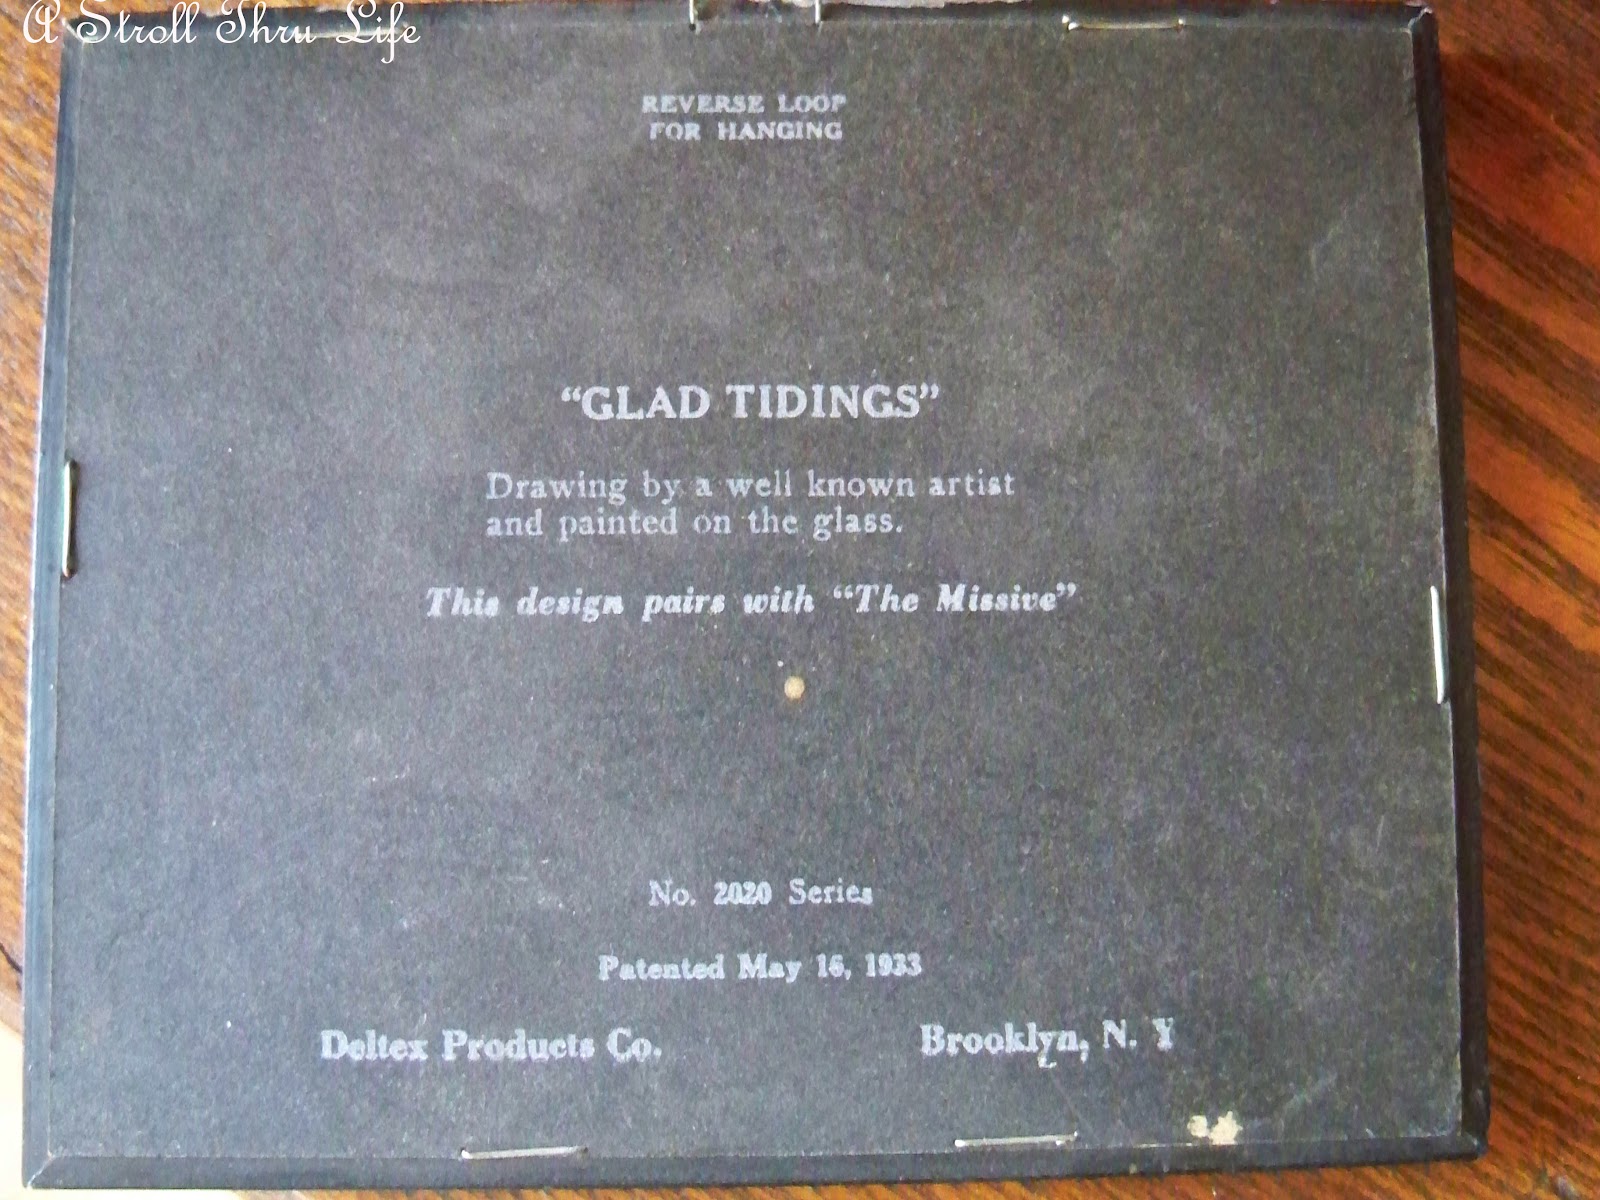 A Stroll Thru Life
REVERSE LOOP
FOR HANGING
“GLAD TIDINGS”
Drawing by a well known artist
and painted on the glass.
This design pairs with “The Missive”
No. 2020 Series
Patented May 16, 1933
Deltex Products Co. Brooklyn, N. Y